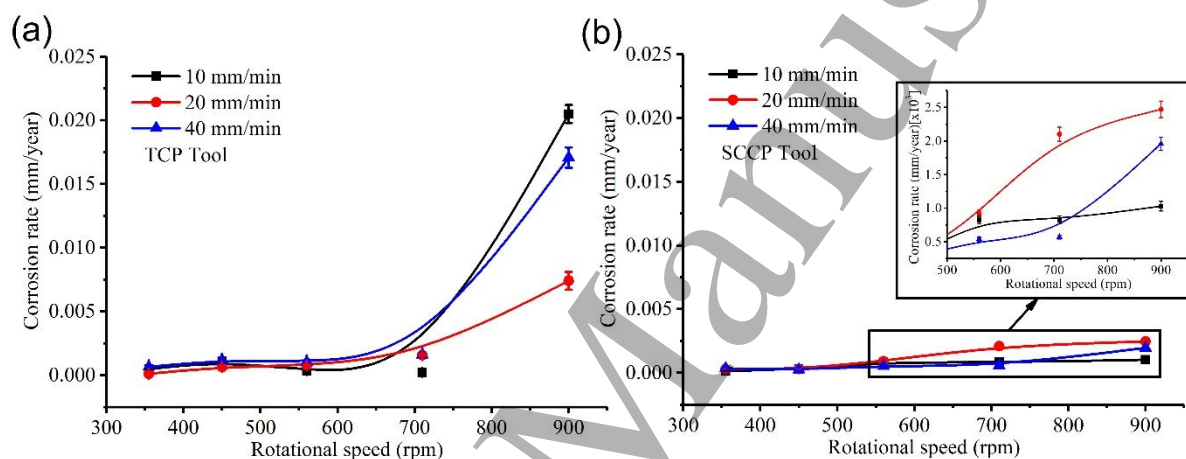 (a)
0.025
0.020
0.015
0.010
0.005
0.000
Corrosion rate (mm/year)
10 mm/min
20 mm/min
40 mm/min
TCP Tool
300 400 500 600 700 800 900
Rotational speed (rpm)
(b)
0.025
0.020
0.015
0.010
0.005
0.000
Corrosion rate (mm/year)
10 mm/min
20 mm/min
40 mm/min
SCCP Tool
2.5
2.0
1.5
1.0
0.5
500 600 700 800 900
Rotational speed (rpm)
300 400 500 600 700 800 900
Rotational speed (rpm)
Manus